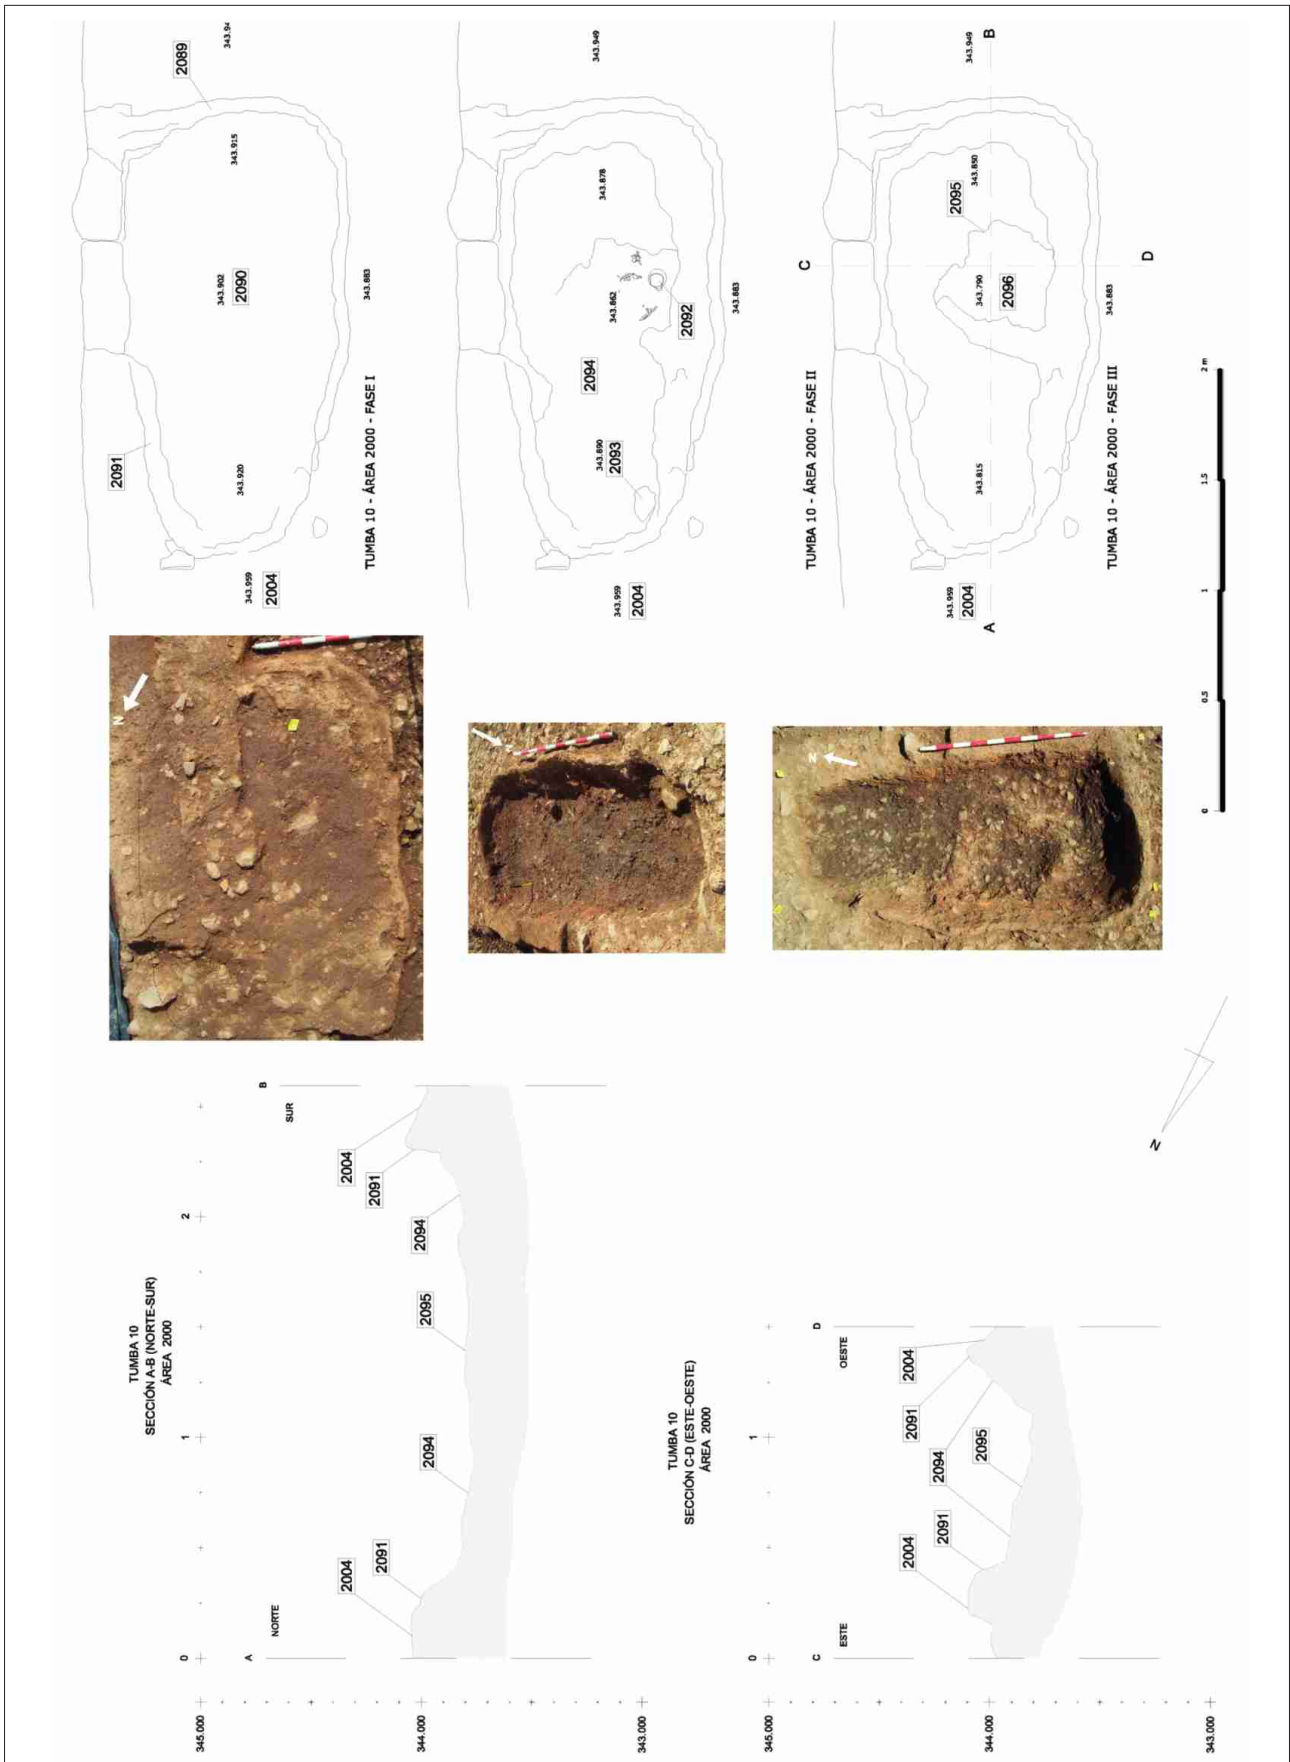 TUMBA 10
SECCIÓN A-B (NORTE-SUR)
ÁREA 2000
0
1
2
A
NORTE
B
SUR
2004
2091
2094
2095
2094
2091
2004
345.000
344.000
343.000
TUMBA 10
SECCIÓN C-D (ESTE-OESTE)
ÁREA 2000
0
1
C
ESTE
D
OESTE
2004
2091
2094
2095
2091
2004
345.000
344.000
343.000
N
N
N
2091
2089
343.94
343.915
343.902
2090
343.920
343.883
343.959
2004
TUMBA 10 - ÁREA 2000 - FASE I
343.949
343.878
343.862
2092
2094
343.890
2093
343.883
343.959
2004
TUMBA 10 - ÁREA 2000 - FASE II
343.949
B
2095
343.850
C
D
343.790
2096
343.815
343.883
343.959
2004
A
TUMBA 10 - ÁREA 2000 - FASE III
0
0.5
1
1.5
2 m